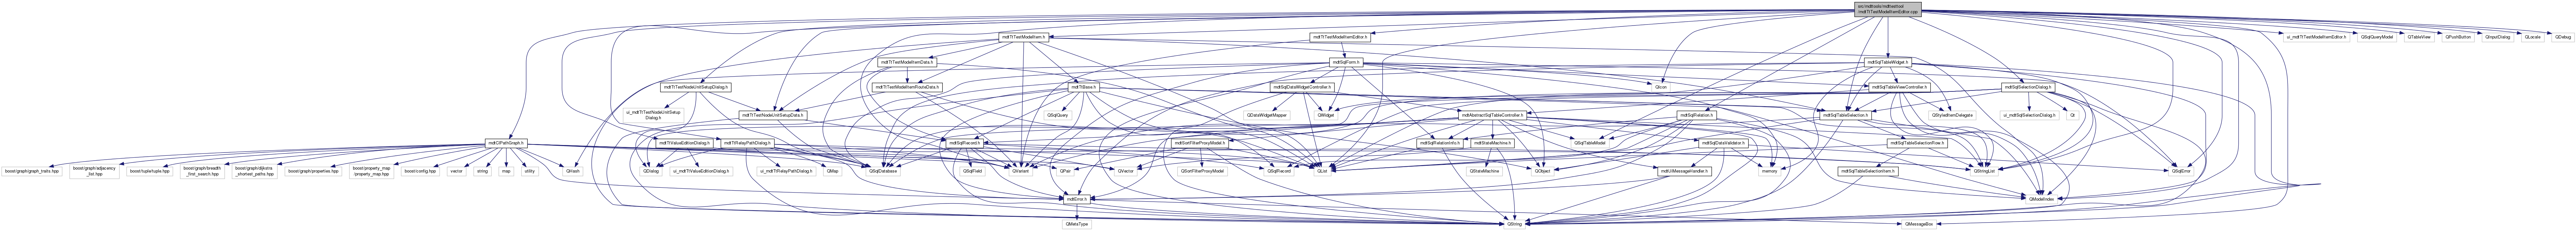 src/mdttools/mdttesttool
/mdtTtTestModelItemEditor.cpp
mdtTtTestModelItem.h
mdtTtTestModelItemEditor.h
ui_mdtTtTestModelItemEditor.h
QSqlQueryModel
QTableView
QPushButton
QInputDialog
QLocale
QDebug
mdtTtTestModelItemData.h
mdtSqlForm.h
mdtSqlTableWidget.h
mdtTtTestNodeUnitSetupDialog.h
mdtTtTestModelItemRouteData.h
mdtTtBase.h
mdtSqlDataWidgetController.h
QIcon
mdtSqlTableViewController.h
mdtSqlSelectionDialog.h
ui_mdtTtTestNodeUnitSetup
Dialog.h
mdtTtTestNodeUnitSetupData.h
QSqlQuery
QDataWidgetMapper
QWidget
mdtAbstractSqlTableController.h
mdtSqlRelation.h
mdtSqlTableSelection.h
QStyledItemDelegate
ui_mdtSqlSelectionDialog.h
Qt
mdtClPathGraph.h
mdtTtValueEditionDialog.h
mdtTtRelayPathDialog.h
mdtSqlRecord.h
mdtSortFilterProxyModel.h
mdtSqlRelationInfo.h
mdtStateMachine.h
QSqlTableModel
mdtSqlDataValidator.h
mdtSqlTableSelectionRow.h
boost/graph/graph_traits.hpp
boost/graph/adjacency
_list.hpp
boost/tuple/tuple.hpp
boost/graph/breadth
_first_search.hpp
boost/graph/dijkstra
_shortest_paths.hpp
boost/graph/properties.hpp
boost/property_map
/property_map.hpp
boost/config.hpp
vector
string
map
utility
QHash
QDialog
ui_mdtTtValueEditionDialog.h
ui_mdtTtRelayPathDialog.h
QMap
QSqlDatabase
QSqlField
QVariant
QPair
QVector
QSortFilterProxyModel
QSqlRecord
QList
QStateMachine
QObject
mdtUiMessageHandler.h
memory
mdtSqlTableSelectionItem.h
QStringList
QSqlError
mdtError.h
QModelIndex
QMetaType
QString
QMessageBox